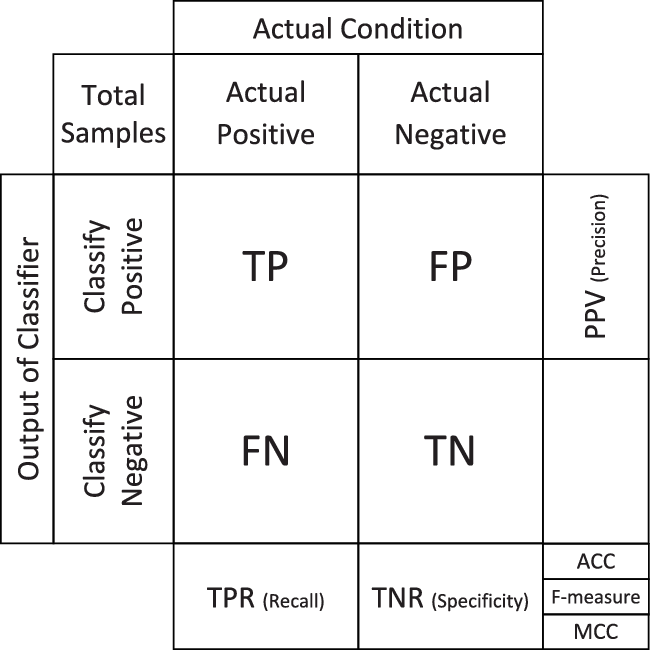 Actual Condition
Total
Samples
Actual
Positive
Actual
Negative
Output of Classifier
Classify
Positive
TP
FP
PPV (Precision)
Classify
Negative
FN
TN
TPR (Recall)
TNR (Specificity)
ACC
F-measure
MCC